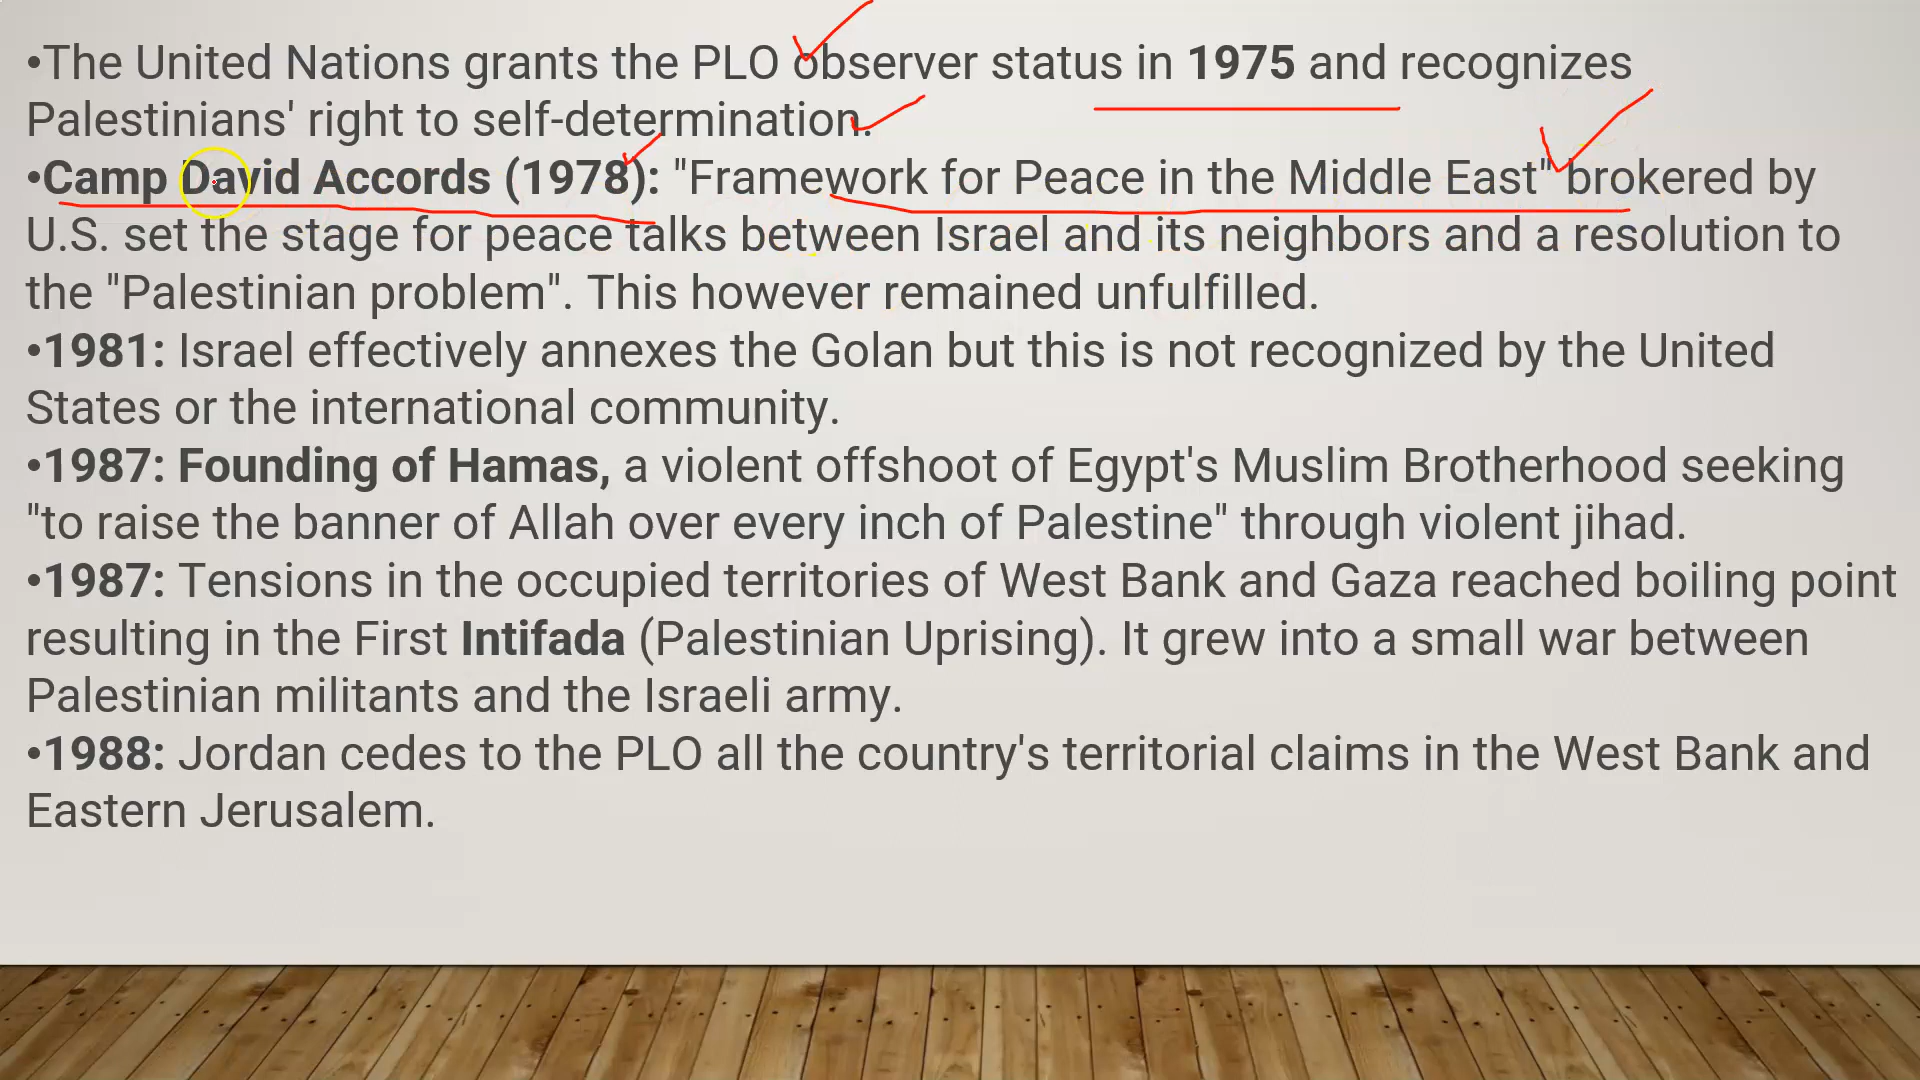 •The United Nations grants the PLO observer status in 1975 and recognizes
Palestinians' right to self-determination.
•Camp David Accords (1978): "Framework for Peace in the Middle East" brokered by
U.S. set the stage for peace talks between Israel and its neighbors and a resolution to
the "Palestinian problem". This however remained unfulfilled.
•1981: Israel effectively annexes the Golan but this is not recognized by the United
States or the international community.
•1987: Founding of Hamas, a violent offshoot of Egypt's Muslim Brotherhood seeking
"to raise the banner of Allah over every inch of Palestine" through violent jihad.
•1987: Tensions in the occupied territories of West Bank and Gaza reached boiling point
resulting in the First Intifada (Palestinian Uprising). It grew into a small war between
Palestinian militants and the Israeli army.
•1988: Jordan cedes to the PLO all the country's territorial claims in the West Bank and
Eastern Jerusalem.